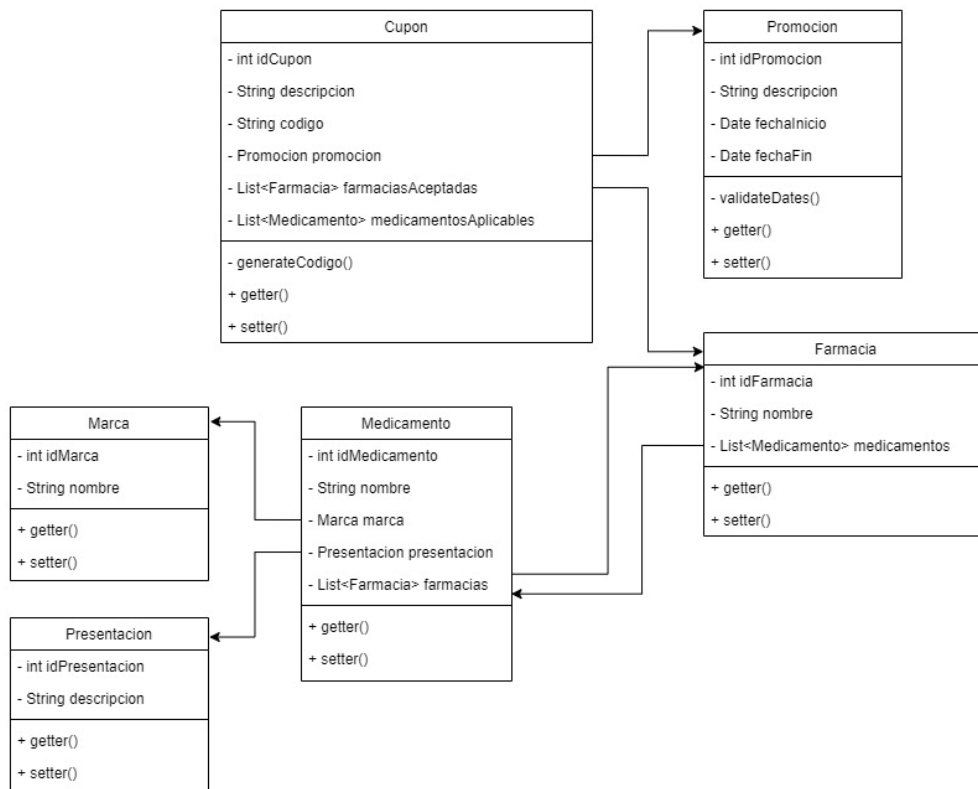 Cupon
- int idCupon
- String descripcion
- String codigo
- Promocion promocion
- List<Farmacia> farmaciasAceptadas
- List<Medicamento> medicamentosAplicables
- generateCodigo()
+ getter()
+ setter()
Promocion
- int idPromocion
- String descripcion
- Date fechaInicio
- Date fechaFin
- validateDates()
+ getter()
+ setter()
Farmacia
- int idFarmacia
- String nombre
- List<Medicamento> medicamentos
+ getter()
+ setter()
Marca
- int idMarca
- String nombre
+ getter()
+ setter()
Medicamento
- int idMedicamento
- String nombre
- Marca marca
- Presentacion presentacion
- List<Farmacia> farmacias
+ getter()
+ setter()
Presentacion
- int idPresentacion
- String descripcion
+ getter()
+ setter()